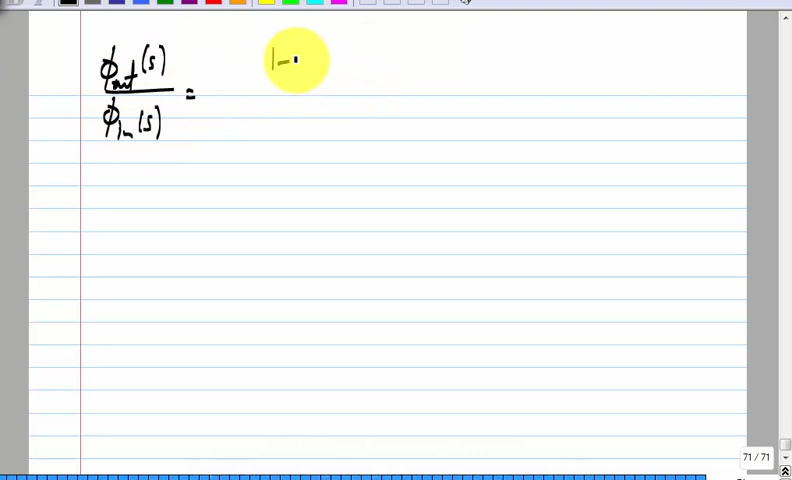 ϕout(s)
ϕin(s)
= 1-
71 / 71